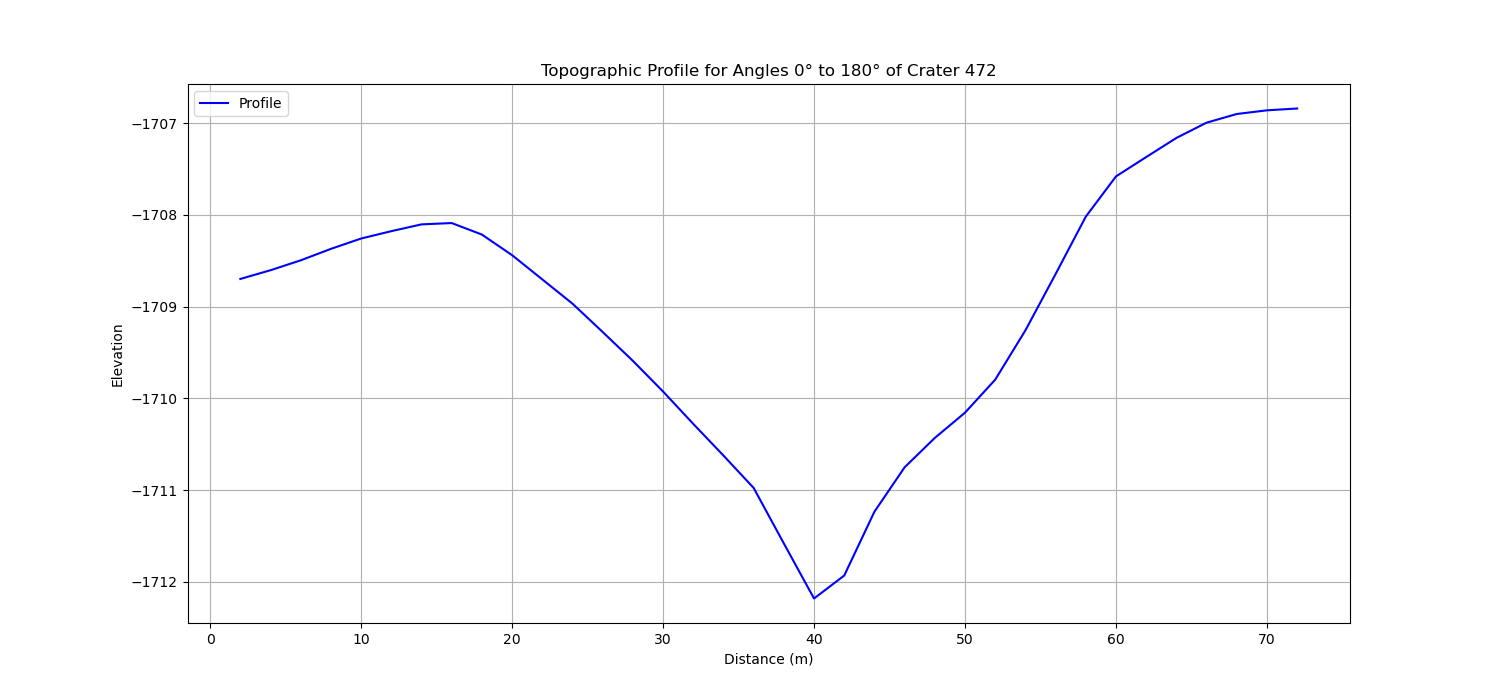 Topographic Profile for Angles 0° to 180° of Crater 472
Profile
−1707
−1708
−1709
−1710
−1711
−1712
Elevation
0 10 20 30 40 50 60 70
Distance (m)